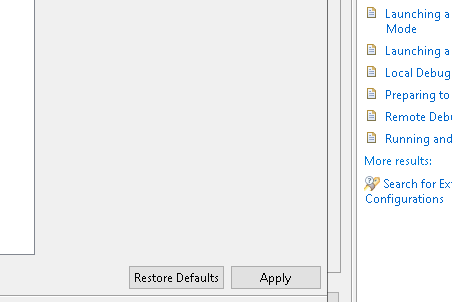 Launching a
Mode
Launching a
Local Debug
Preparing to
Remote Deb
Running and
More results:
Search for Ex
Configurations
Restore Defaults
Apply